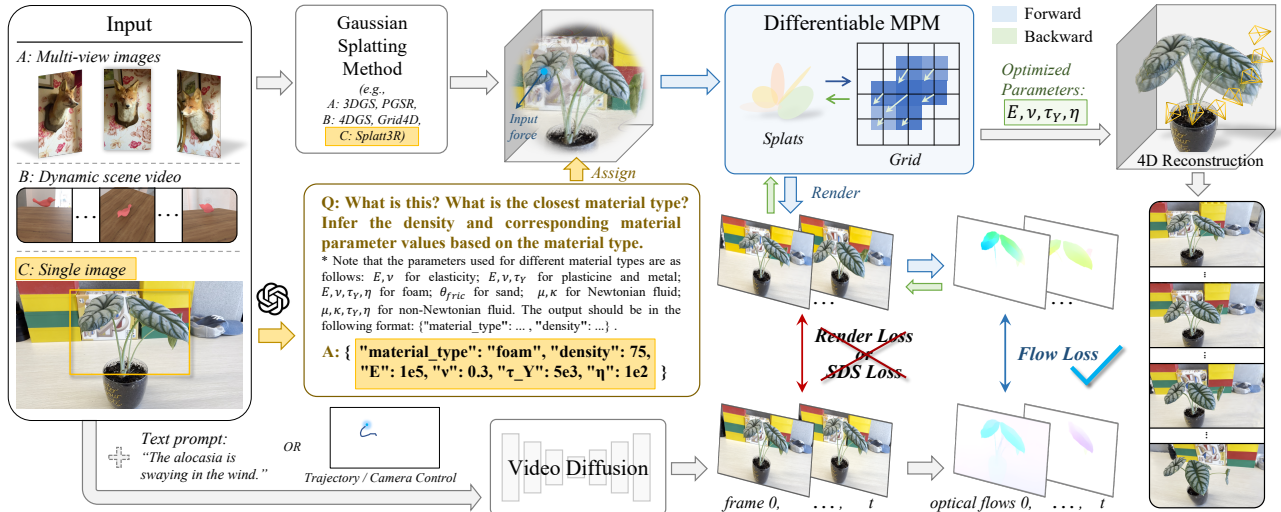 Input
A: Multi-view images
B: Dynamic scene video
C: Single image
Gaussian
Splatting
Method
(e.g.,
A: 3DGS, PGSR,
B: 4DGS, Grid4D,
C: Splatt3R)
Input
force
Assign
Q: What is this? What is the closest material type?
Infer the density and corresponding material
parameter values based on the material type.
* Note that the parameters used for different material types are as
follows: E, ν for elasticity; E, ν, τ_Y for plasticine and metal;
E, ν, τ_Y, η for foam; θ_fric for sand; μ, κ for Newtonian fluid;
μ, κ, τ_Y, η for non-Newtonian fluid. The output should be in the
following format: {"material_type": ... , "density": ...} .
A: { "material_type": "foam", "density": 75,
"E": 1e5, "ν": 0.3, "τ_Y": 5e3, "η": 1e2 }
Differentiable MPM
Splats
Grid
Render
Forward
Backward
Optimized
Parameters:
E, ν, τ_Y, η
4D Reconstruction
...
...
Render Loss
or
SDS Loss
Flow Loss
Text prompt:
"The alocasia is
swaying in the wind."
OR
Trajectory / Camera Control
Video Diffusion
frame 0, ..., t
optical flows 0, ..., t